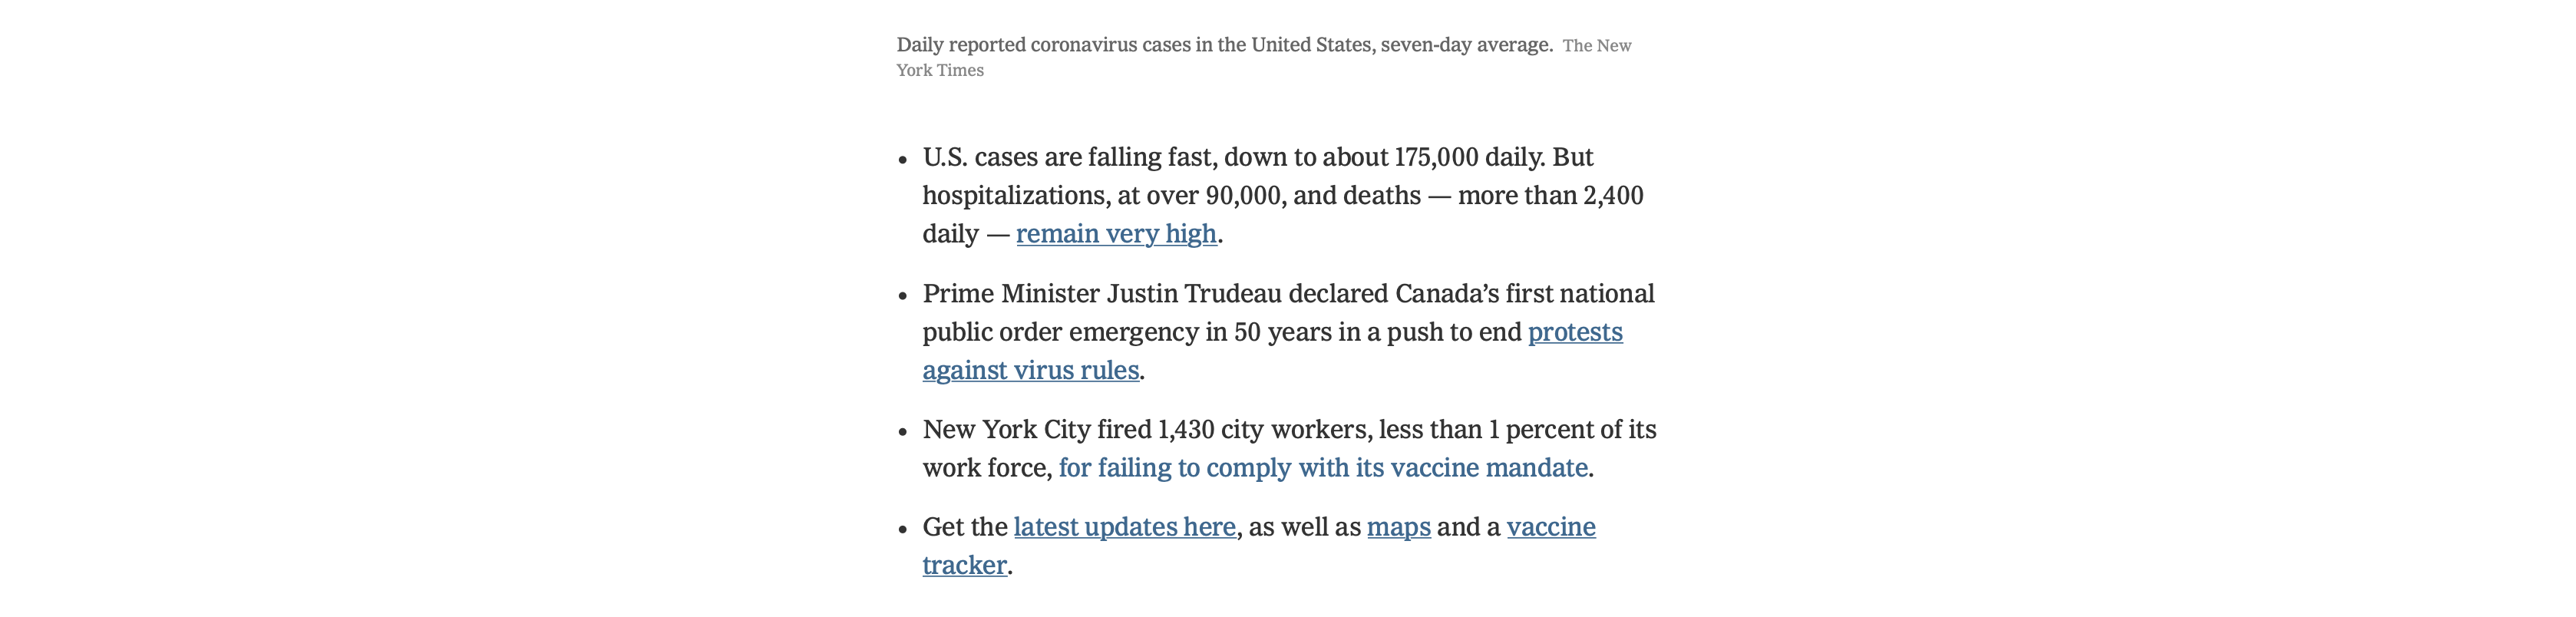 Daily reported coronavirus cases in the United States, seven-day average. The New
York Times
• U.S. cases are falling fast, down to about 175,000 daily. But
hospitalizations, at over 90,000, and deaths — more than 2,400
daily — remain very high.
• Prime Minister Justin Trudeau declared Canada’s first national
public order emergency in 50 years in a push to end protests
against virus rules.
• New York City fired 1,430 city workers, less than 1 percent of its
work force, for failing to comply with its vaccine mandate.
• Get the latest updates here, as well as maps and a vaccine
tracker.